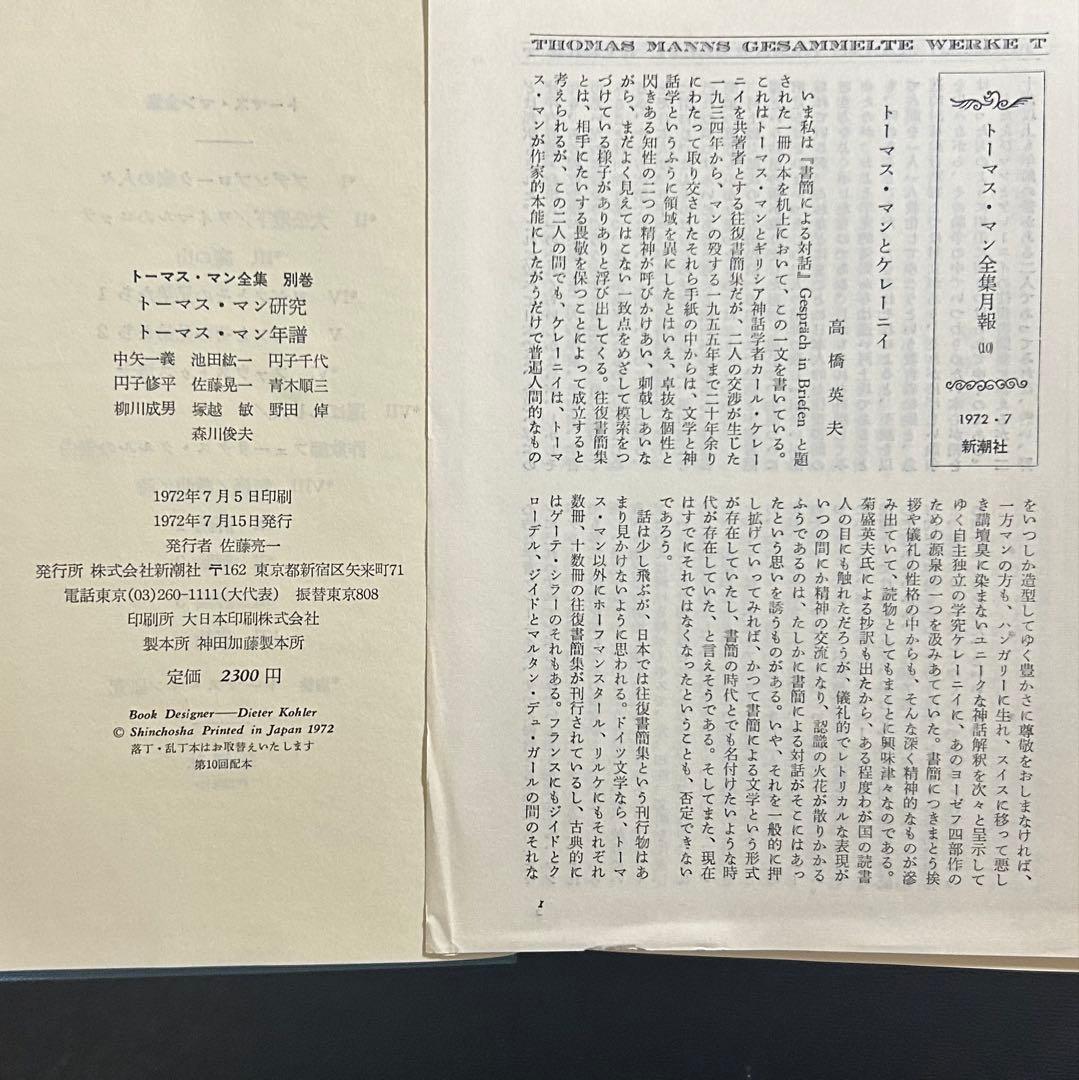 トーマス・マン全集 別巻
トーマス・マン研究
トーマス・マン年譜
中矢一義 池田紘一 円子千代
円子修平 佐藤晃一 青木順三
柳川成男 塚越 敏 野田 倬
森川俊夫
1972年7月5日印刷
1972年7月15日発行
発行者 佐藤亮一
発行所 株式会社新潮社 〒162 東京都新宿区矢来町71
電話東京(03)260-1111(大代表) 振替東京808
印刷所 大日本印刷株式会社
製本所 神田加藤製本所
定価 2300円
Book Designer—Dieter Kohler
© Shinchosha Printed in Japan 1972
落丁・乱丁本はお取替えいたします
第10回配本
THOMAS MANNS GESAMMELTE WERKE T
トーマス・マン全集月報 (10)
1972・7
新潮社
トーマス・マンとケレーニイ
高橋英夫
いま私は『書簡による対話』Gespräch in Briefen と題
された一冊の本を机上において、この一文を書いている。
これはトーマス・マンとギリシア神話学者カール・ケレー
ニイを共著者とする往復書簡集だが、二人の交渉が生じた
一九三四年から、マンの歿する一九五五年まで二十年余り
にわたって取り交されたそれら手紙の中からは、文学と神
話学というふうに領域を異にしたとはいえ、卓抜な個性と
閃きある知性の二つの精神が呼びかけあい、刺戟しあいな
がら、まだよく見えてはこない一致点をめざして模索をつ
づけている様子がありありと浮び出してくる。往復書簡集
とは、相手にたいする畏敬を保つことによって成立すると
考えられるが、この二人の間でも、ケレーニイは、トーマ
ス・マンが作家的本能にしたがうだけで普遍人間的なもの
をいつしか造型してゆく豊かさに尊敬をおしまなければ、
一方マンの方も、ハンガリーに生れ、スイスに移って悪し
き講壇臭に染まないユニークな神話解釈を次々と呈示して
ゆく自主独立の学究ケレーニイに、あのヨーゼフ四部作の
ための源泉の一つを汲みあてていた。書簡につきまとう挨
拶や儀礼の性格の中からも、そんな深く精神的なものが滲
み出ていて、読物としてもまことに興味津々なのである。
菊盛英夫氏による抄訳も出たから、ある程度わが国の読書
人の目にも触れただろうが、儀礼的でレトリカルな表現が
いつの間にか精神の交流になり、認識の火花が散りかかる
ふうであるのは、たしかに書簡による対話がそこにはあっ
たという思いを誘うものがある。いや、それを一般的に押
し拡げていってみれば、かつて書簡による文学という形式
が存在していたし、書簡の時代とでも名付けたいような時
代が存在していた、と言えそうである。そしてまた、現在
はすでにそれではなくなったということも、否定できない
であろう。
話は少し飛ぶが、日本では往復書簡集という刊行物はあ
まり見かけないように思われる。ドイツ文学なら、トーマ
ス・マン以外にホーフマンスタール、リルケにもそれぞれ
数冊、十数冊の往復書簡集が刊行されているし、古典的に
はゲーテ・シラーのそれもある。フランスにもジイドとク
ローデル、ジイドとマルタン・デュ・ガールの間のそれな